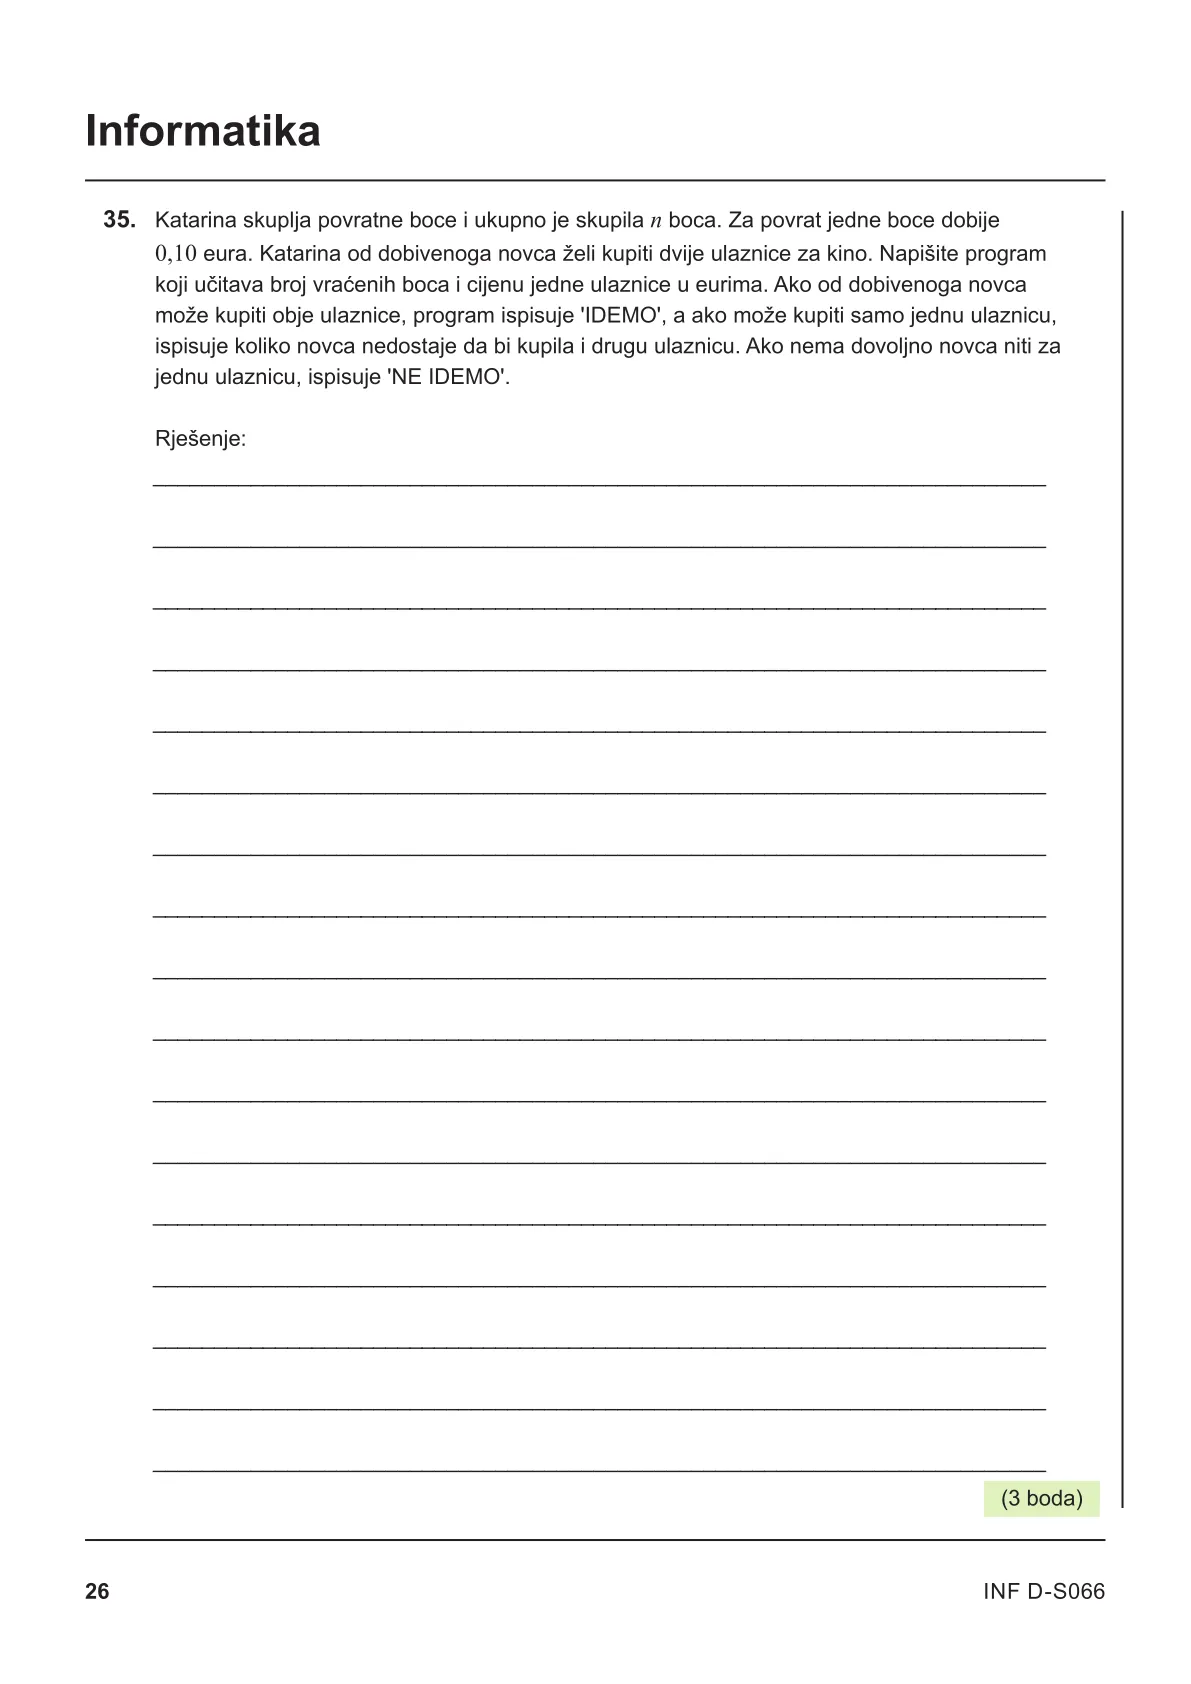 Informatika
35. Katarina skuplja povratne boce i ukupno je skupila n boca. Za povrat jedne boce dobije
0,10 eura. Katarina od dobivenoga novca želi kupiti dvije ulaznice za kino. Napišite program
koji učitava broj vraćenih boca i cijenu jedne ulaznice u eurima. Ako od dobivenoga novca
može kupiti obje ulaznice, program ispisuje 'IDEMO', a ako može kupiti samo jednu ulaznicu,
ispisuje koliko novca nedostaje da bi kupila i drugu ulaznicu. Ako nema dovoljno novca niti za
jednu ulaznicu, ispisuje 'NE IDEMO'.
Rješenje:
(3 boda)
26
INF D-S066